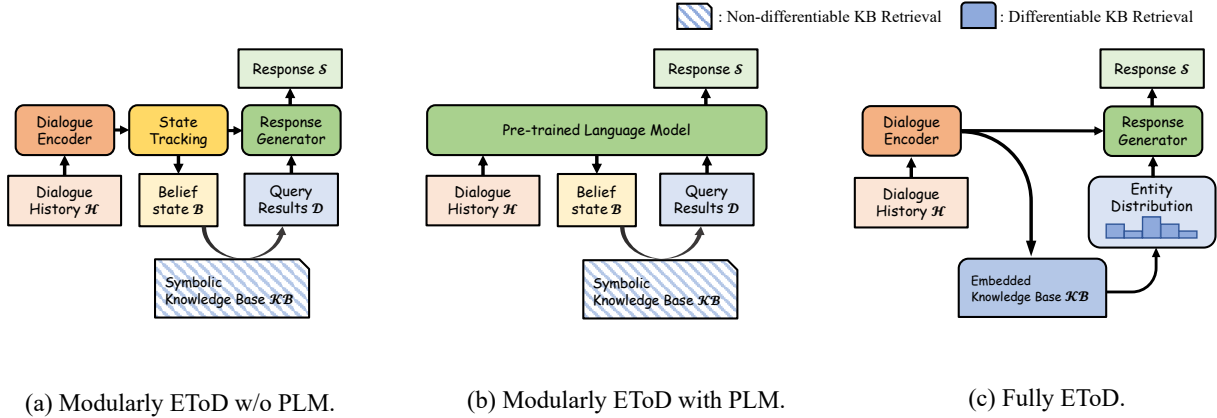 : Non-differentiable KB Retrieval
: Differentiable KB Retrieval
Response 𝓢
Dialogue
Encoder
State
Tracking
Response
Generator
Dialogue
History 𝓗
Belief
state 𝓑
Query
Results 𝓓
Symbolic
Knowledge Base 𝓚𝓑
(a) Modularly EToD w/o PLM.
Response 𝓢
Pre-trained Language Model
Dialogue
History 𝓗
Belief
state 𝓑
Query
Results 𝓓
Symbolic
Knowledge Base 𝓚𝓑
(b) Modularly EToD with PLM.
Response 𝓢
Dialogue
Encoder
Response
Generator
Dialogue
History 𝓗
Entity
Distribution
Embedded
Knowledge Base 𝓚𝓑
(c) Fully EToD.